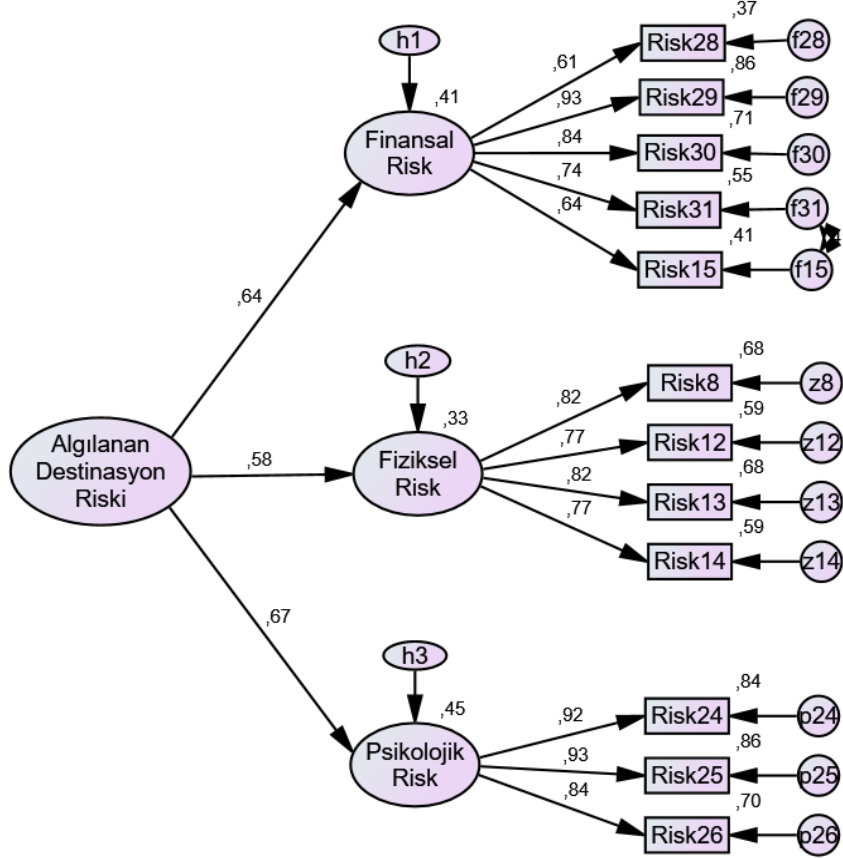 h1
,41
Finansal
Risk
,61
,93
,84
,74
,64
,37
Risk28
f28
,86
Risk29
f29
,71
Risk30
f30
,55
Risk31
f31
,41
Risk15
f15
,64
h2
,33
Fiziksel
Risk
,82
,77
,82
,77
,68
Risk8
z8
,59
Risk12
z12
,68
Risk13
z13
,59
Risk14
z14
Algılanan
Destinasyon
Riski
,58
,67
h3
,45
Psikolojik
Risk
,92
,93
,84
,84
Risk24
p24
,86
Risk25
p25
,70
Risk26
p26